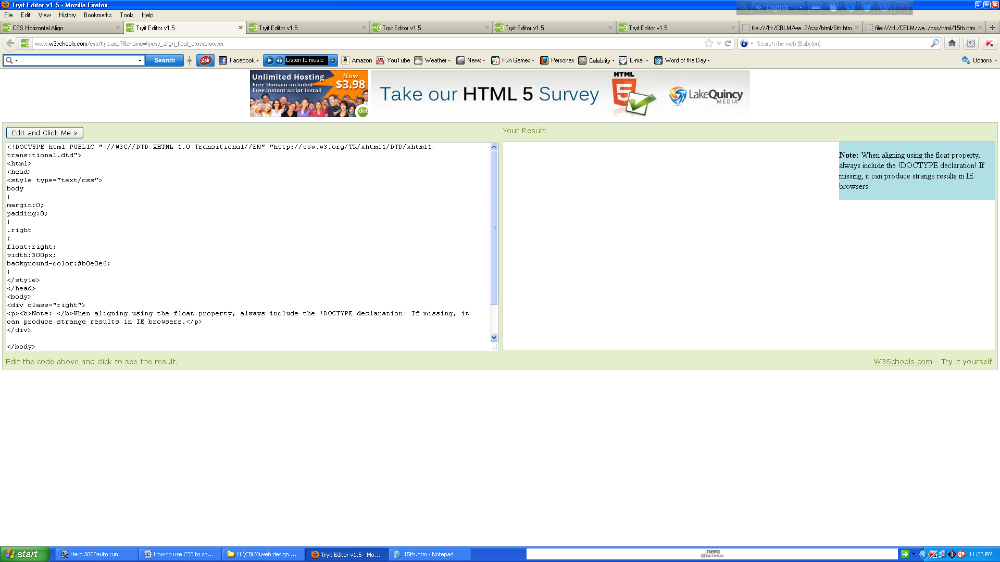 Tryit Editor v1.5 - Mozilla Firefox
English
File Edit View History Bookmarks Tools Help
CSS Horizontal Align
Tryit Editor v1.5
Tryit Editor v1.5
Tryit Editor v1.5
Tryit Editor v1.5
Tryit Editor v1.5
file:///H:/CBLM/we...2/css/html/6th.htm
file:///H:/CBLM/we.../css/html/15th.htm
www.w3schools.com/css/tryit.asp?filename=trycss_align_float_crossbrowser
Search the web (Babylon)
Search Ask Facebook Listen to music Amazon YouTube Weather News Fun Games Personas Celebrity E-mail Word of the Day Options
Unlimited Hosting
Free Domain included
Free instant script install
Now
$3.98
dot
Take our HTML 5 Survey
HTML
5
LakeQuincy
MEDIA
Edit and Click Me »
Your Result:
<!DOCTYPE html PUBLIC "-//W3C//DTD XHTML 1.0 Transitional//EN" "http://www.w3.org/TR/xhtml1/DTD/xhtml1-
transitional.dtd">
<html>
<head>
<style type="text/css">
body
{
margin:0;
padding:0;
}
.right
{
float:right;
width:300px;
background-color:#b0e0e6;
}
</style>
</head>
<body>
<div class="right">
<p><b>Note: </b>When aligning using the float property, always include the !DOCTYPE declaration! If missing, it
can produce strange results in IE browsers.</p>
</div>
</body>
Note: When aligning using the float property,
always include the !DOCTYPE declaration! If
missing, it can produce strange results in IE
browsers.
Edit the code above and click to see the result.
W3Schools.com - Try it yourself
start
Hero 3000auto run
How to use CSS to co...
H:\CBLM\web design ...
Tryit Editor v1.5 - Mo...
15th.htm - Notepad
nero
SEARCH
11:28 PM